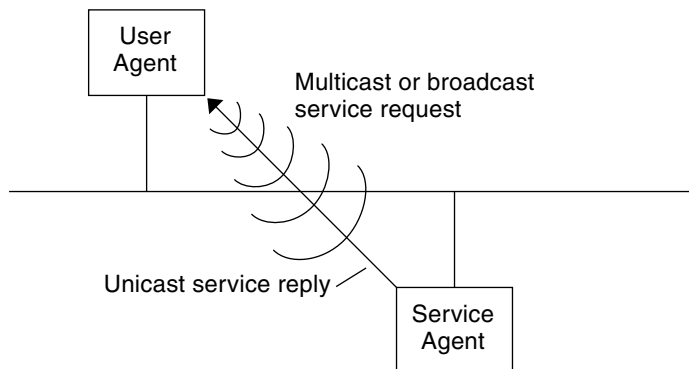 User
Agent
Multicast or broadcast
service request
Unicast service reply
Service
Agent